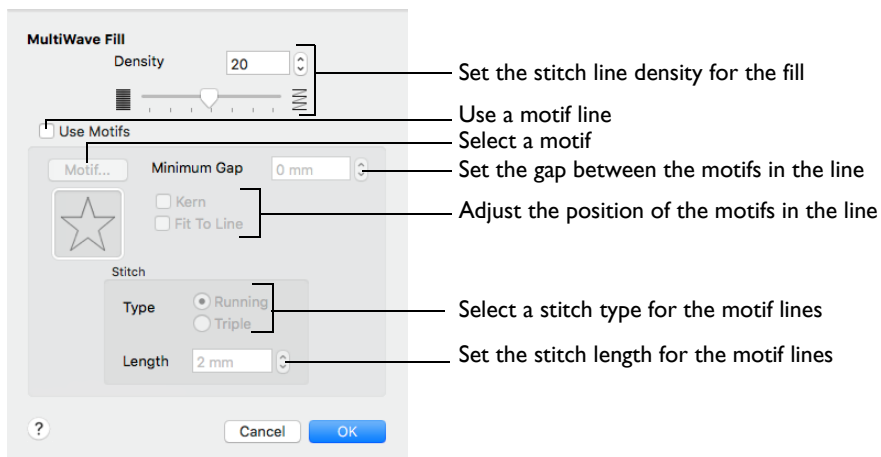 MultiWave Fill
Density 20
Set the stitch line density for the fill
Use a motif line
Use Motifs
Select a motif
Motif... Minimum Gap 0 mm
Set the gap between the motifs in the line
Kern
Fit To Line
Adjust the position of the motifs in the line
Stitch
Type Running
Triple
Select a stitch type for the motif lines
Length 2 mm
Set the stitch length for the motif lines
? Cancel OK